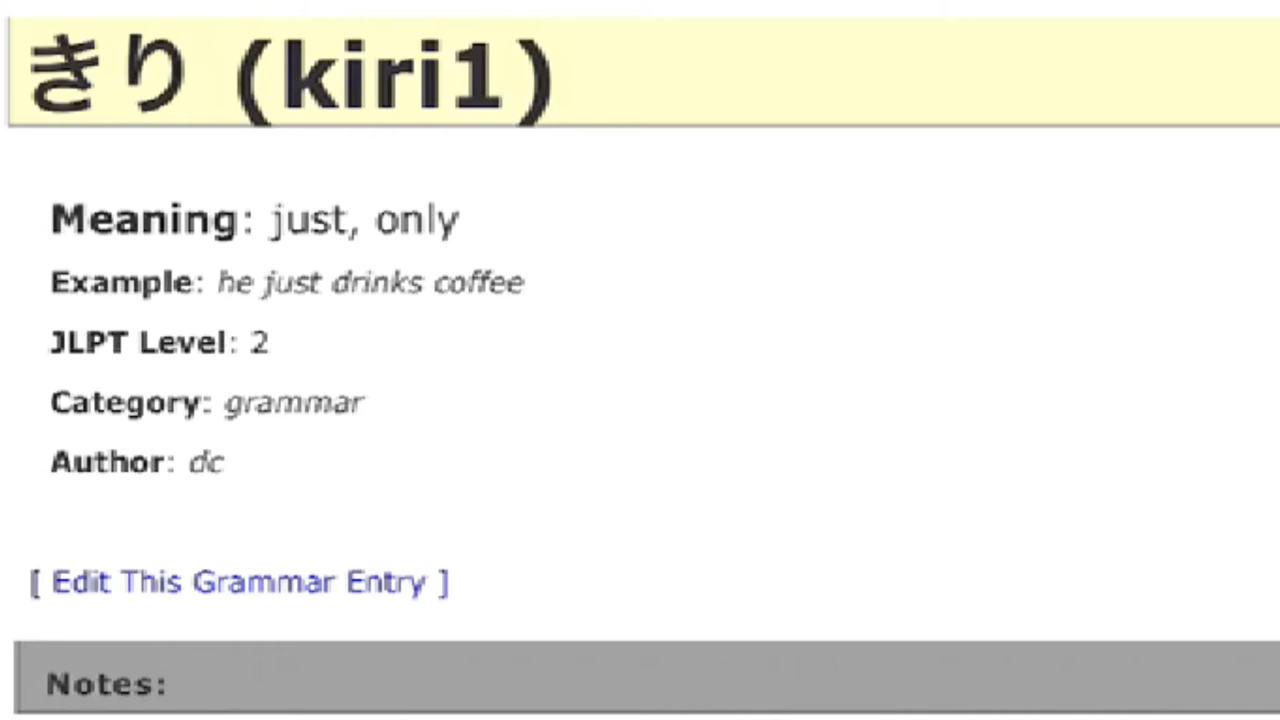 きり (kiri1)
Meaning: just, only
Example: he just drinks coffee
JLPT Level: 2
Category: grammar
Author: dc
[ Edit This Grammar Entry ]
Notes: